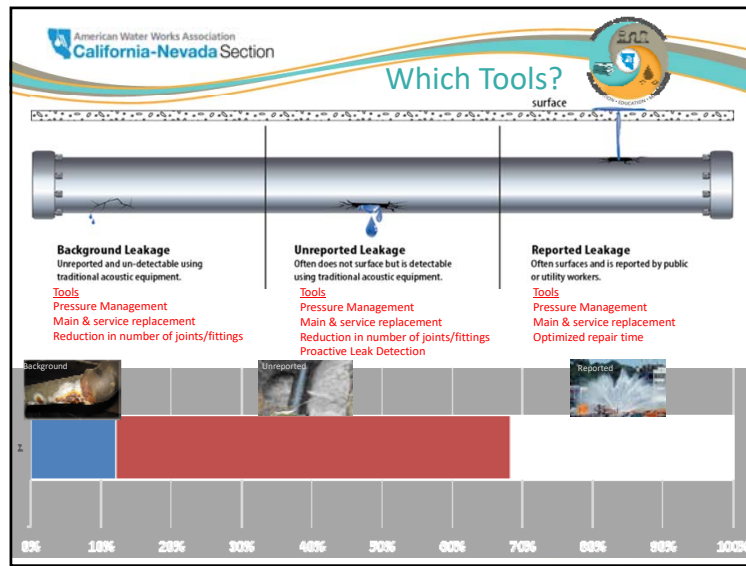 American Water Works Association
California-Nevada Section
Which Tools?
surface
Background Leakage
Unreported and un-detectable using
traditional acoustic equipment.
Tools
Pressure Management
Main & service replacement
Reduction in number of joints/fittings
Unreported Leakage
Often does not surface but is detectable
using traditional acoustic equipment.
Tools
Pressure Management
Main & service replacement
Reduction in number of joints/fittings
Proactive Leak Detection
Reported Leakage
Often surfaces and is reported by public
or utility workers.
Tools
Pressure Management
Main & service replacement
Optimized repair time
Background
Unreported
Reported
0% 10% 20% 30% 40% 50% 60% 70% 80% 90% 100%